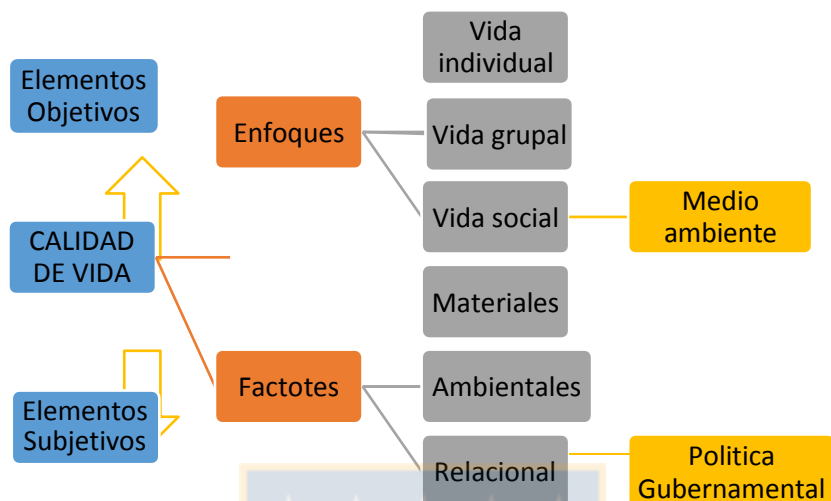 Elementos
Objetivos
CALIDAD
DE VIDA
Elementos
Subjetivos
Enfoques
Factotes
Vida
individual
Vida grupal
Vida social
Materiales
Ambientales
Relacional
Medio
ambiente
Politica
Gubernamental